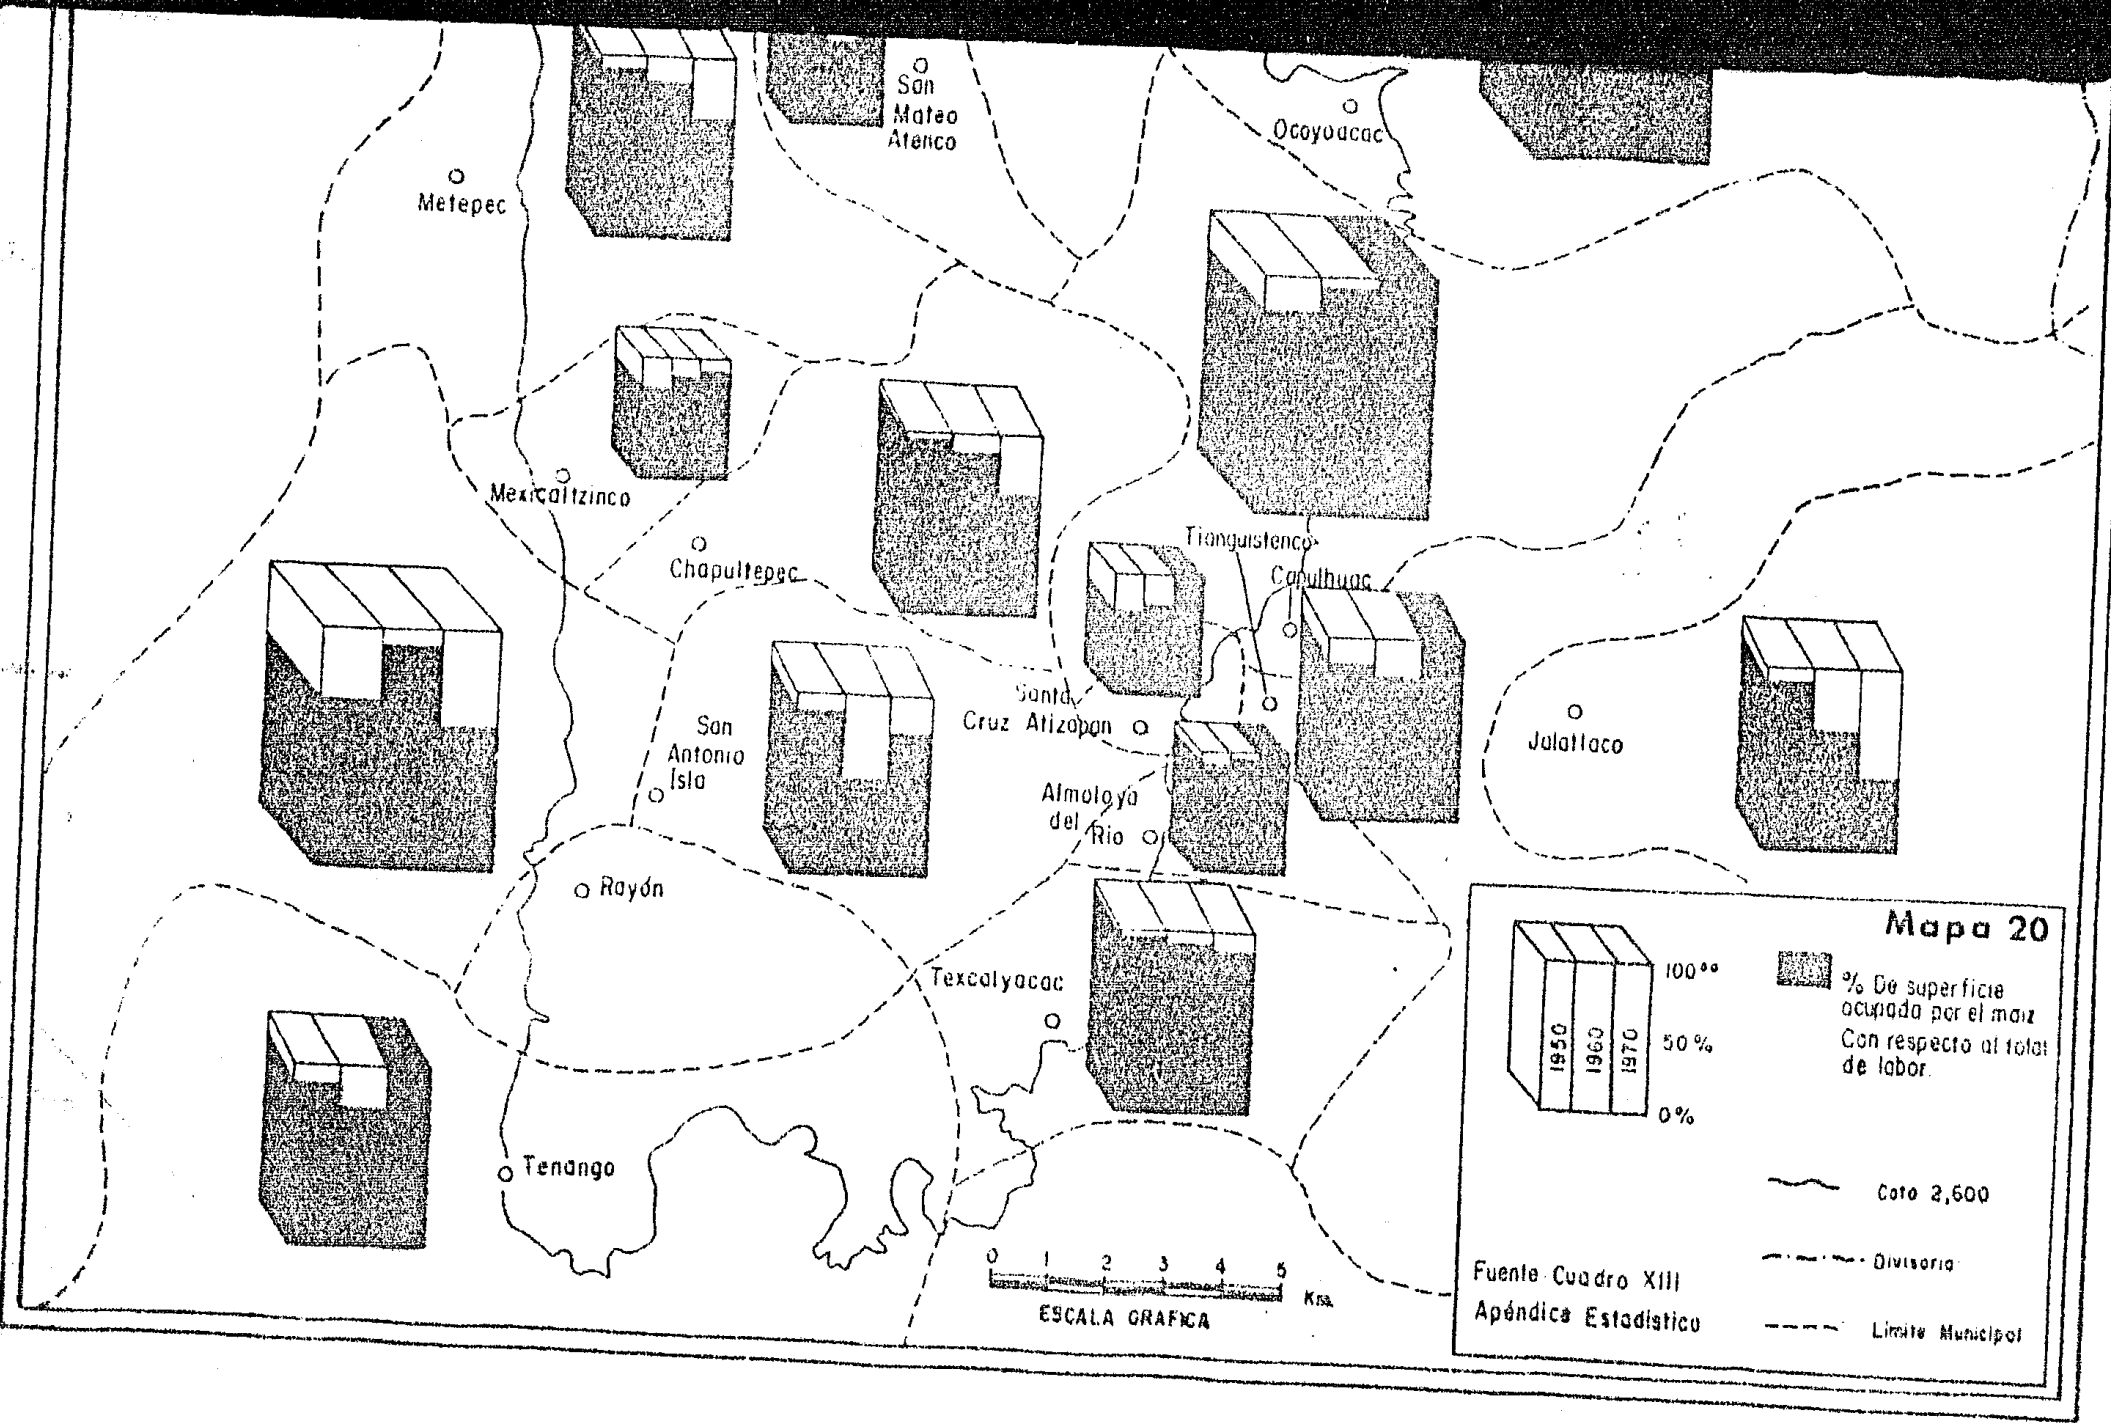 San
Mateo
Atenco
Ocoyoacac
Metepec
Mexicaltzinco
Tianguistenco
Chapultepec
Capulhuac
Santa
Cruz Atizapan
San
Antonio
Isla
Jalatlaco
Almoloya
del Rio
Rayón
Texcalyacac
Tenango
Mapa 20
100%
50%
0%
1950
1960
1970
% De superficie
ocupada por el maiz
Con respecto al total
de labor.
Cota 2,600
Divisoria
Limite Municipal
Fuente Cuadro XIII
Apéndice Estadístico
0 1 2 3 4 5
Km.
ESCALA GRAFICA